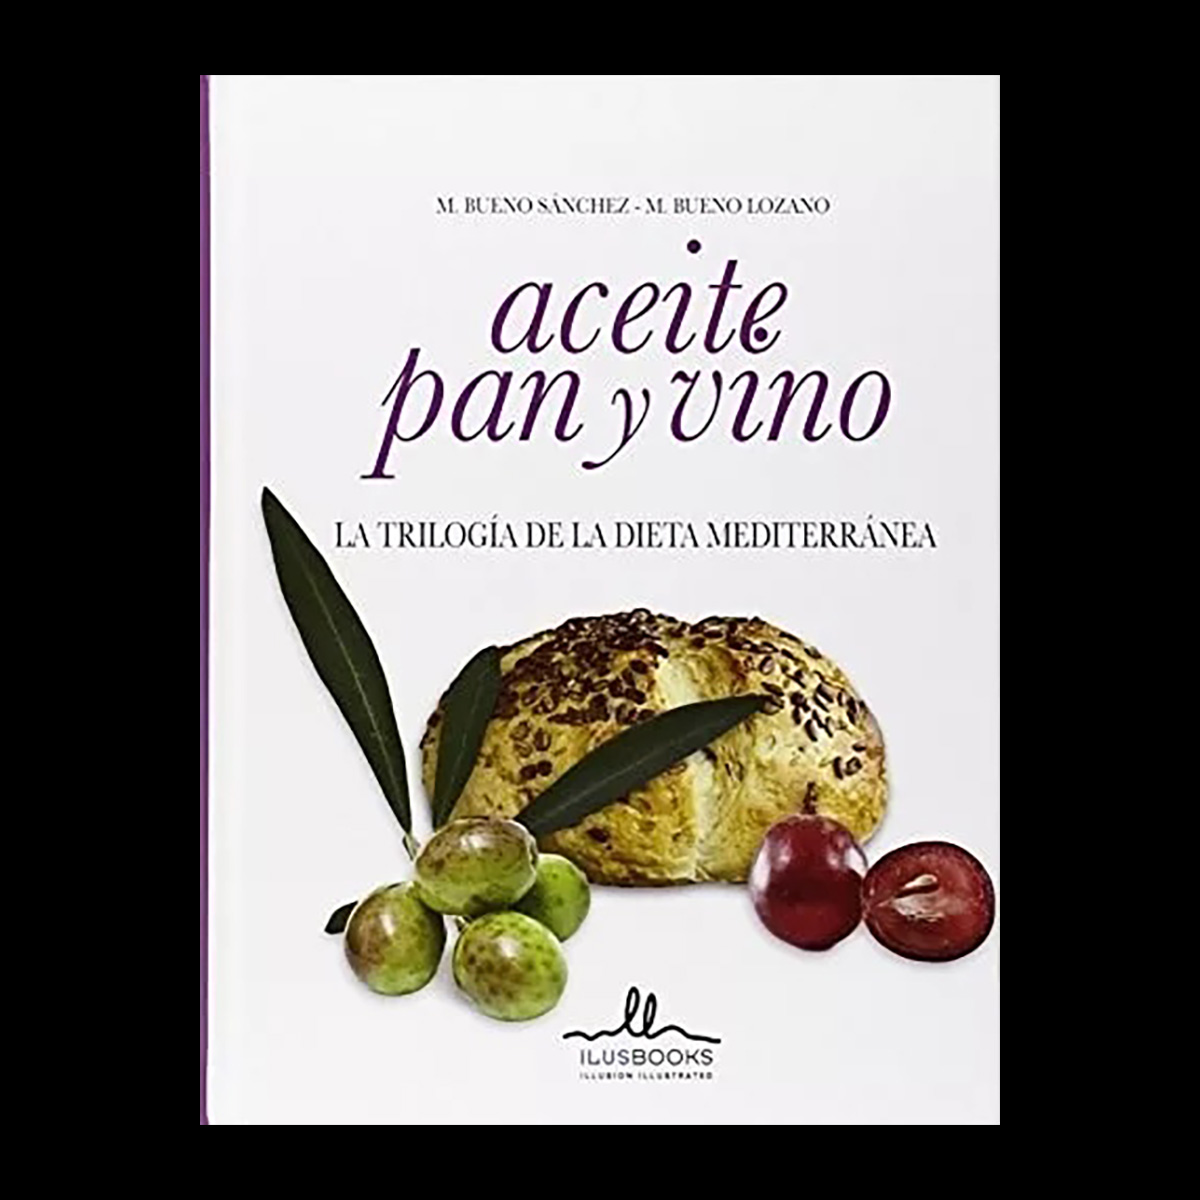 M. BUENO SÁNCHEZ - M. BUENO LOZANO
aceite
pan y vino
LA TRILOGÍA DE LA DIETA MEDITERRÁNEA
ILUSBOOKS
ILLUSION ILLUSTRATED